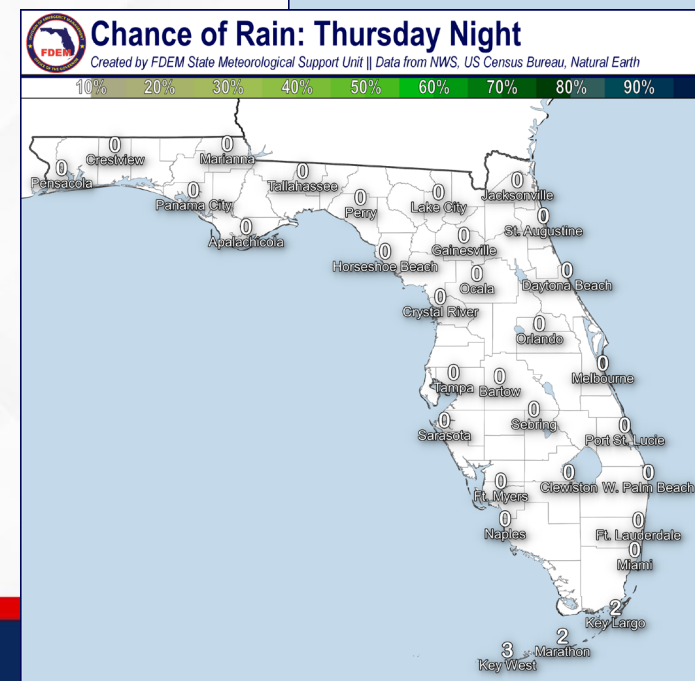 FDEM
Chance of Rain: Thursday Night
Created by FDEM State Meteorological Support Unit || Data from NWS, US Census Bureau, Natural Earth
10% 20% 30% 40% 50% 60% 70% 80% 90%
0
Crestview
0
Marianna
0
Pensacola
0
Tallahassee
0
Jacksonville
0
Panama City
0
Perry
0
Lake City
0
St. Augustine
0
Apalachicola
0
Gainesville
0
Horseshoe Beach
0
Ocala
0
Daytona Beach
0
Crystal River
0
Orlando
0
Melbourne
0
Tampa
0
Bartow
0
Sebring
0
Sarasota
0
Port St. Lucie
0
Clewiston
0
W. Palm Beach
0
Ft. Myers
0
Naples
0
Ft. Lauderdale
0
Miami
2
Key Largo
2
Marathon
3
Key West